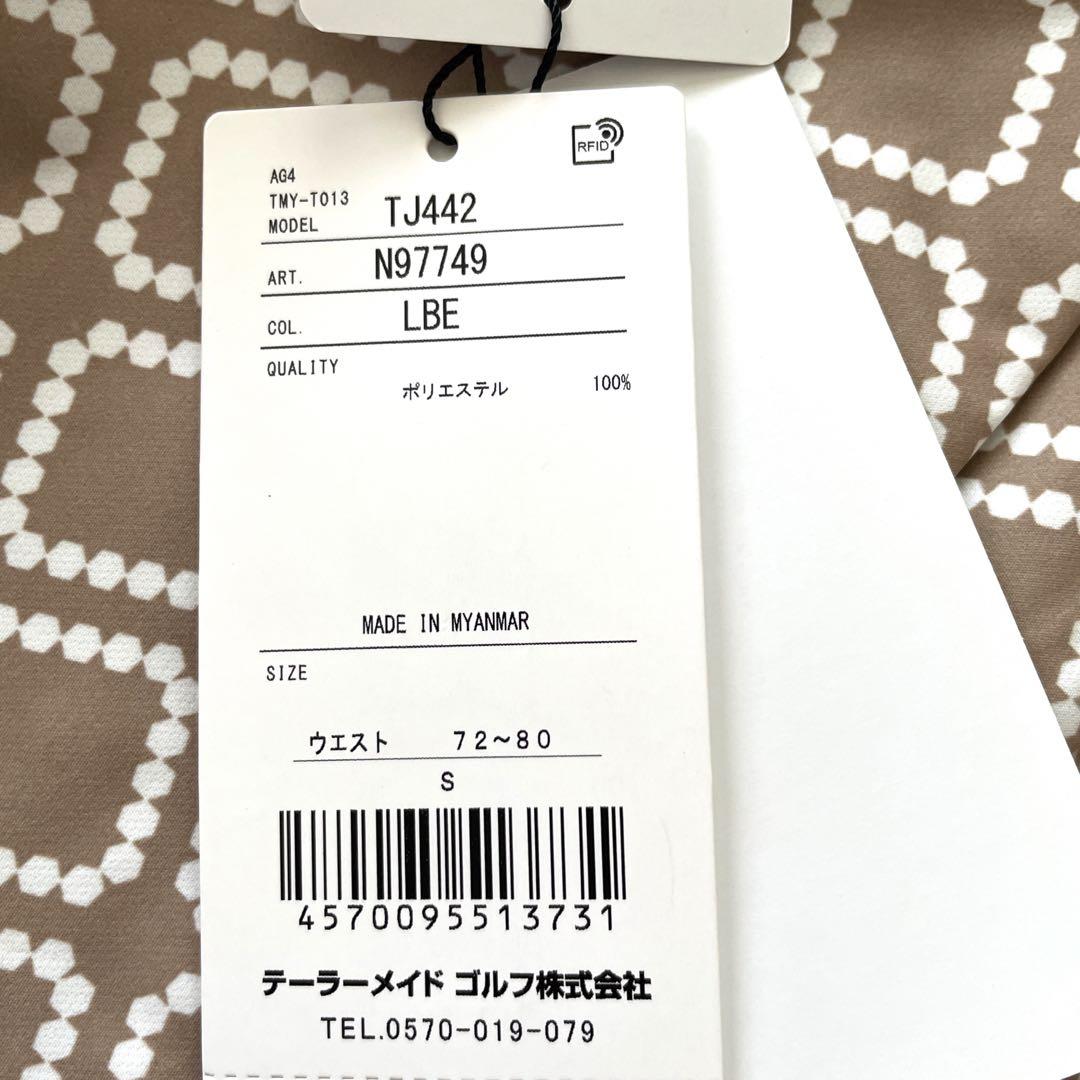 RFID
AG4
TMY-T013
MODEL TJ442
ART. N97749
COL. LBE
QUALITY
ポリエステル 100%
MADE IN MYANMAR
SIZE
ウエスト 72~80
S
4570095513731
テーラーメイド ゴルフ株式会社
TEL.0570-019-079